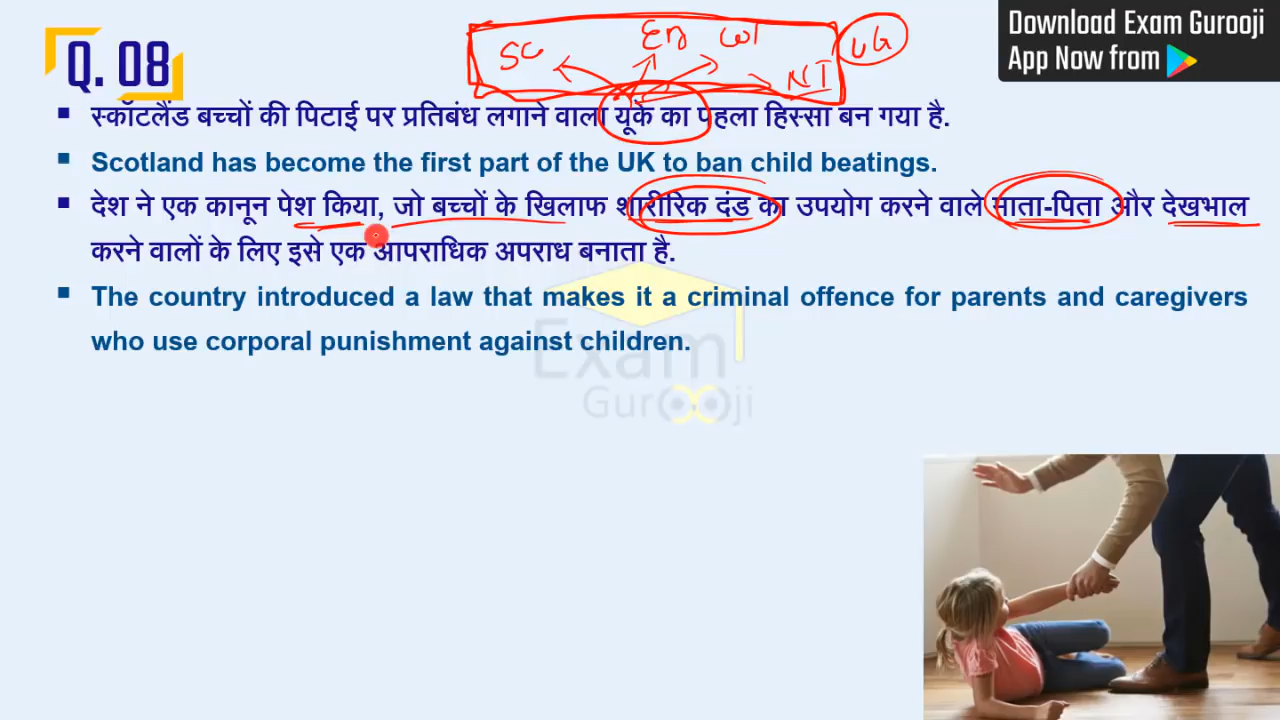 Download Exam Gurooji
App Now from
Q. 08
SC En Wl NI UG
स्कॉटलैंड बच्चों की पिटाई पर प्रतिबंध लगाने वाला यूके का पहला हिस्सा बन गया है.
Scotland has become the first part of the UK to ban child beatings.
देश ने एक कानून पेश किया, जो बच्चों के खिलाफ शारीरिक दंड का उपयोग करने वाले माता-पिता और देखभाल
करने वालों के लिए इसे एक आपराधिक अपराध बनाता है.
The country introduced a law that makes it a criminal offence for parents and caregivers
who use corporal punishment against children.
Exam
Gurooji